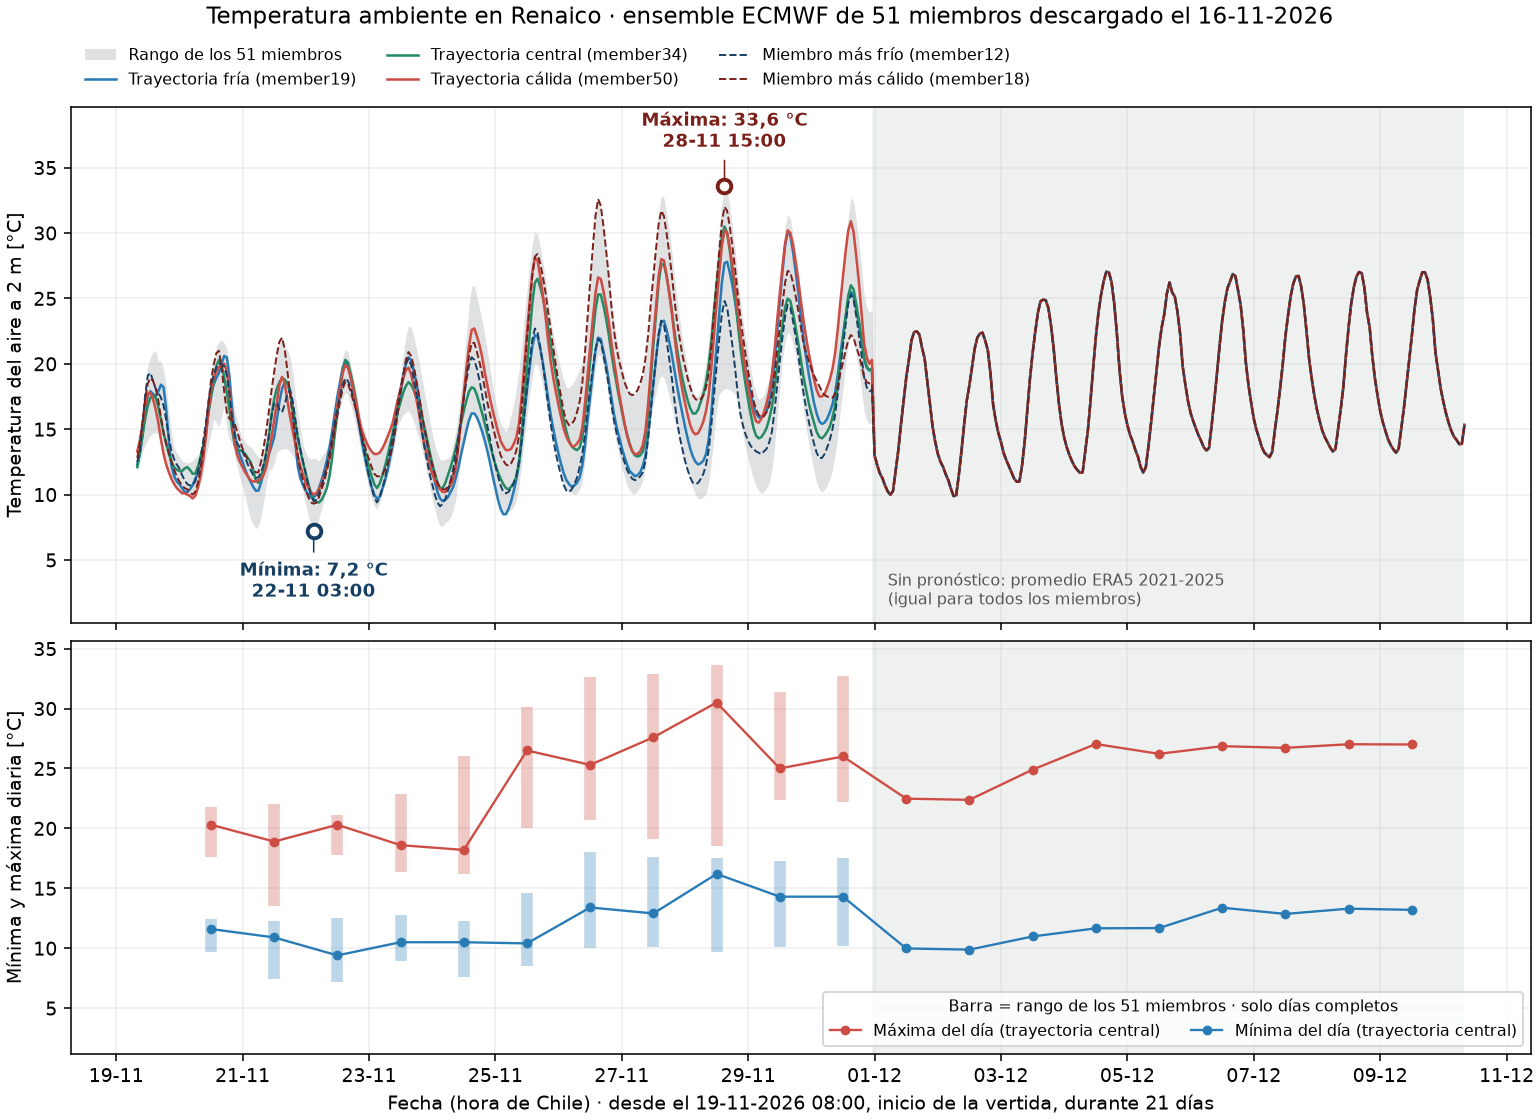 Temperatura ambiente en Renaico · ensemble ECMWF de 51 miembros descargado el 16-11-2026
Rango de los 51 miembros
Trayectoria fría (member19)
Trayectoria central (member34)
Trayectoria cálida (member50)
Miembro más frío (member12)
Miembro más cálido (member18)
Temperatura del aire a 2 m [°C]
35
30
25
20
15
10
5
Máxima: 33,6 °C
28-11 15:00
Mínima: 7,2 °C
22-11 03:00
Sin pronóstico: promedio ERA5 2021-2025
(igual para todos los miembros)
Mínima y máxima diaria [°C]
35
30
25
20
15
10
5
Barra = rango de los 51 miembros · solo días completos
Máxima del día (trayectoria central)
Mínima del día (trayectoria central)
19-11
21-11
23-11
25-11
27-11
29-11
01-12
03-12
05-12
07-12
09-12
11-12
Fecha (hora de Chile) · desde el 19-11-2026 08:00, inicio de la vertida, durante 21 días